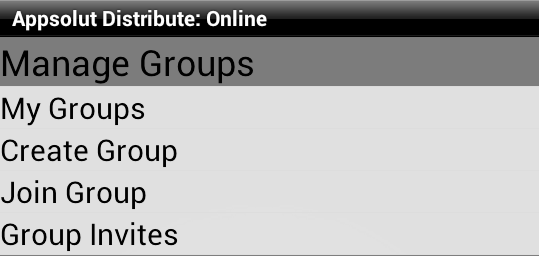 Appsolut Distribute: Online
Manage Groups
My Groups
Create Group
Join Group
Group Invites